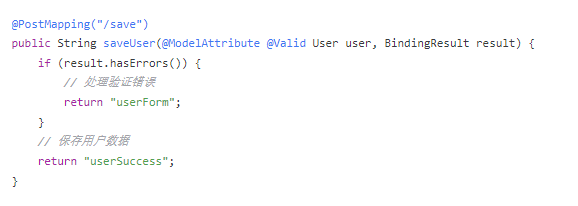 @PostMapping("/save")
public String saveUser(@ModelAttribute @Valid User user, BindingResult result) {
    if (result.hasErrors()) {
        // 处理验证错误
        return "userForm";
    }
    // 保存用户数据
    return "userSuccess";
}